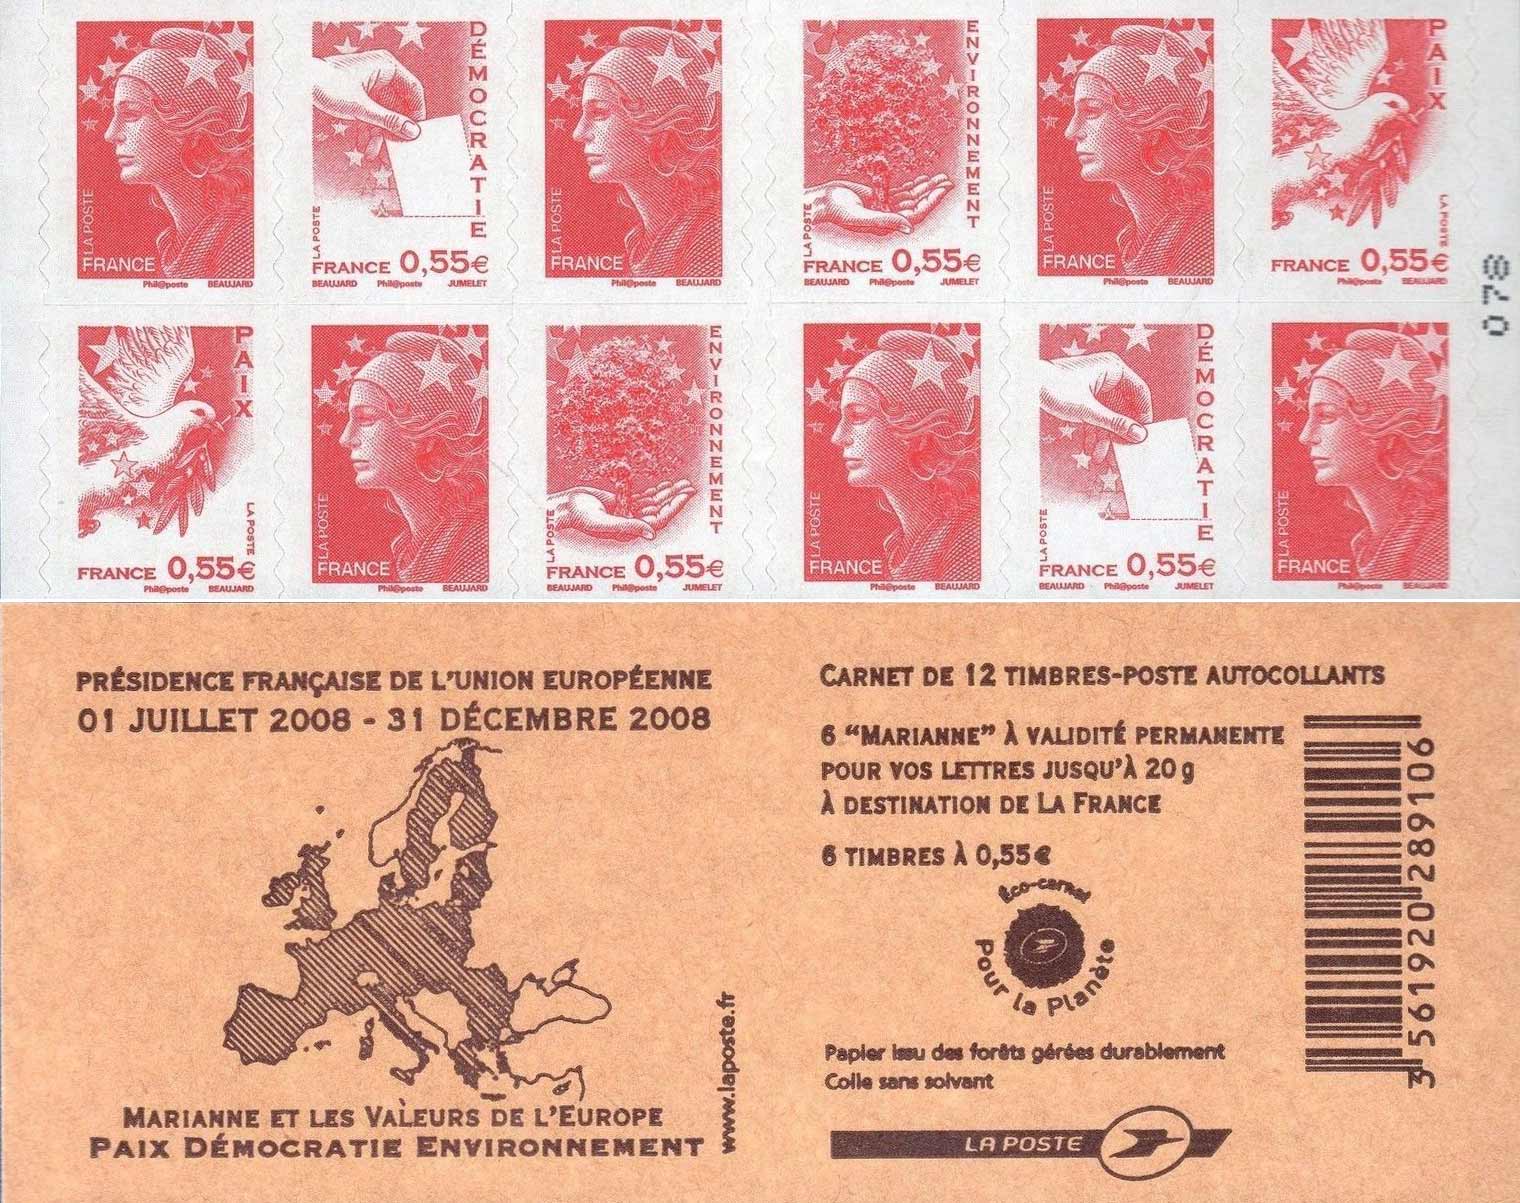 LA POSTE
FRANCE
Phil@poste BEAUJARD
DÉMOCRATIE
LA POSTE
FRANCE 0,55€
BEAUJARD Phil@poste JUMELET
LA POSTE
FRANCE
Phil@poste BEAUJARD
ENVIRONNEMENT
LA POSTE
FRANCE 0,55€
BEAUJARD Phil@poste JUMELET
LA POSTE
FRANCE
Phil@poste BEAUJARD
PAIX
LA POSTE
FRANCE 0,55€
Phil@poste BEAUJARD
078
PAIX
LA POSTE
FRANCE 0,55€
Phil@poste BEAUJARD
LA POSTE
FRANCE
Phil@poste BEAUJARD
ENVIRONNEMENT
LA POSTE
FRANCE 0,55€
BEAUJARD Phil@poste JUMELET
LA POSTE
FRANCE
Phil@poste BEAUJARD
DÉMOCRATIE
LA POSTE
FRANCE 0,55€
BEAUJARD Phil@poste JUMELET
LA POSTE
FRANCE
Phil@poste BEAUJARD
PRÉSIDENCE FRANÇAISE DE L'UNION EUROPÉENNE
01 JUILLET 2008 - 31 DÉCEMBRE 2008
MARIANNE ET LES VALEURS DE L'EUROPE
PAIX DÉMOCRATIE ENVIRONNEMENT
www.laposte.fr
CARNET DE 12 TIMBRES-POSTE AUTOCOLLANTS
6 "MARIANNE" À VALIDITÉ PERMANENTE
POUR VOS LETTRES JUSQU'À 20 g
À DESTINATION DE LA FRANCE
6 TIMBRES À 0,55€
Éco-carnet
Pour la Planète
Papier issu des forêts gérées durablement
Colle sans solvant
LA POSTE
3561920289106